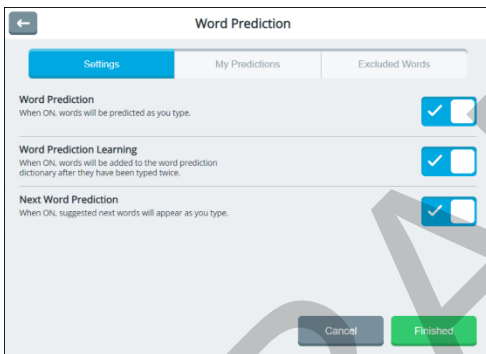 Word Prediction
Settings My Predictions Excluded Words
Word Prediction
When ON, words will be predicted as you type.
Word Prediction Learning
When ON, words will be added to the word prediction
dictionary after they have been typed twice.
Next Word Prediction
When ON, suggested next words will appear as you type.
Cancel Finished